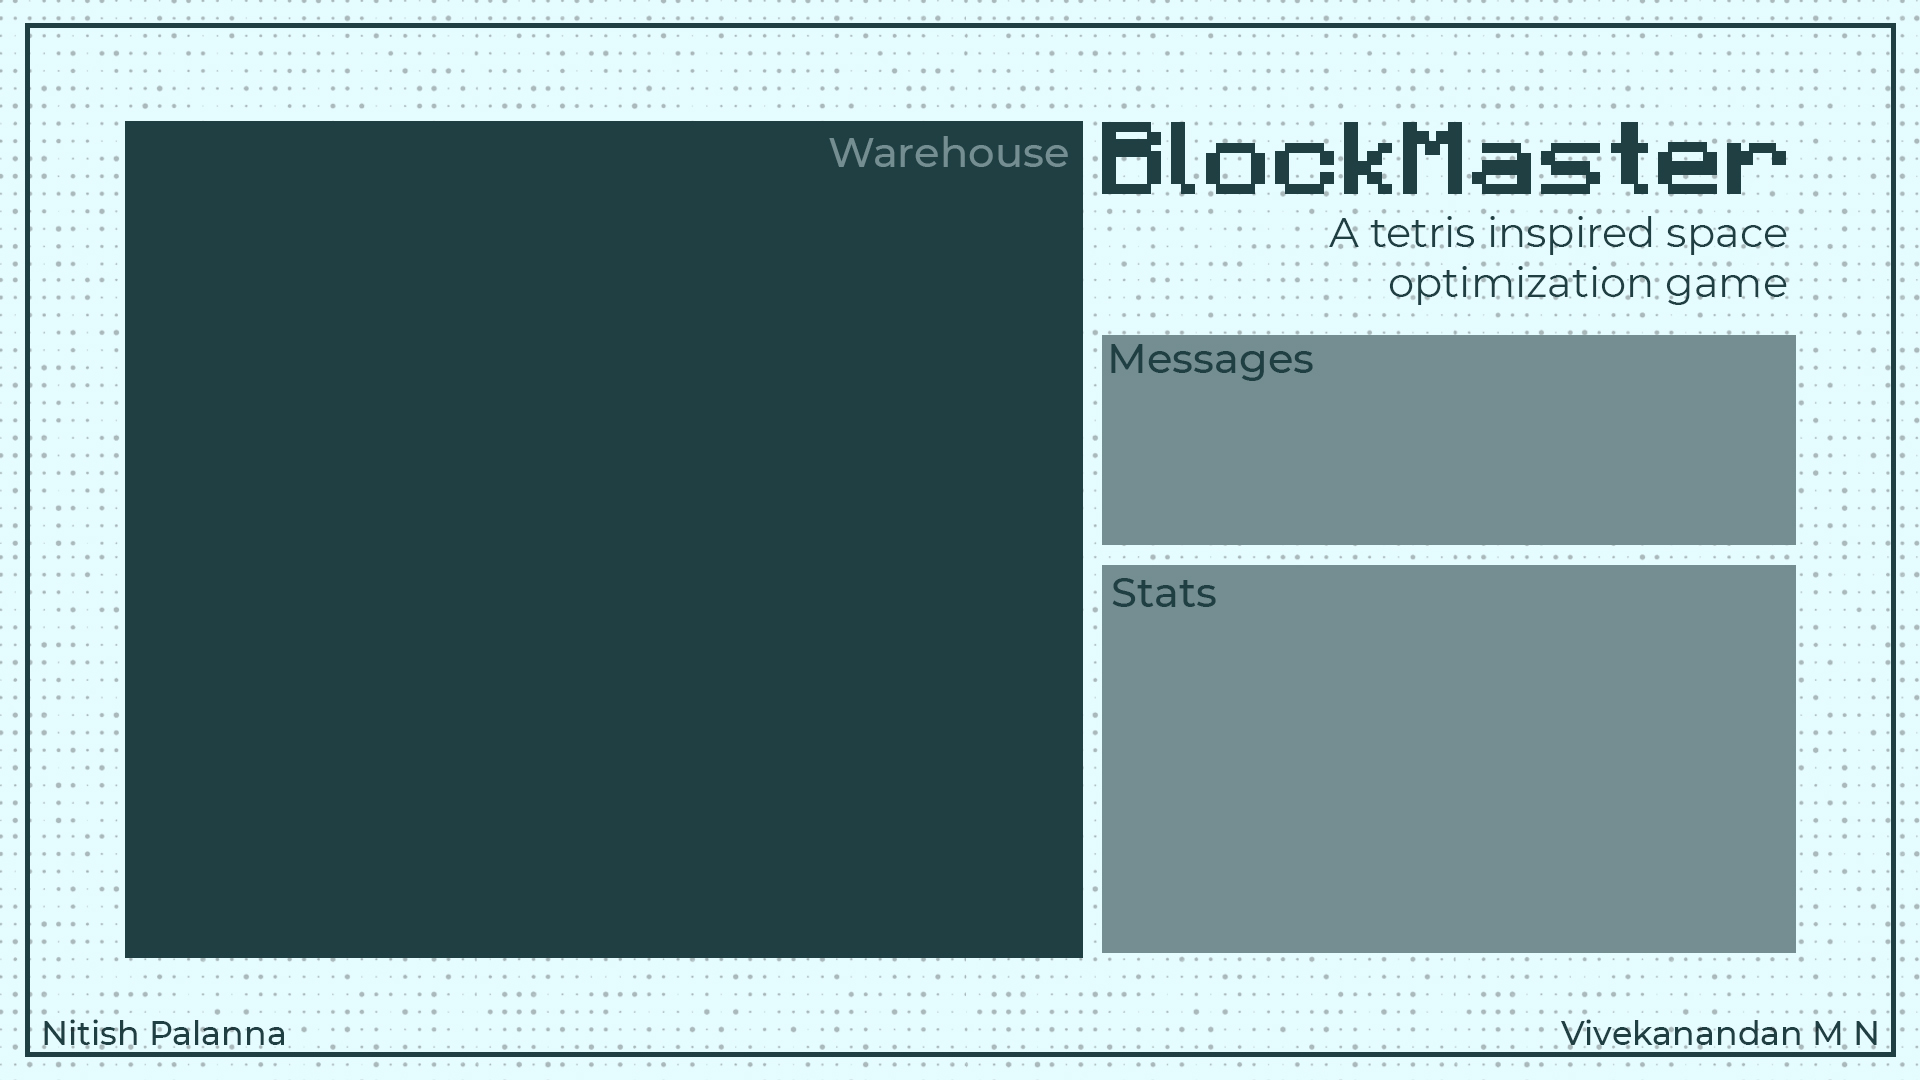 Warehouse
BlockMaster
A tetris inspired space
optimization game
Messages
Stats
Nitish Palanna
Vivekanandan M N